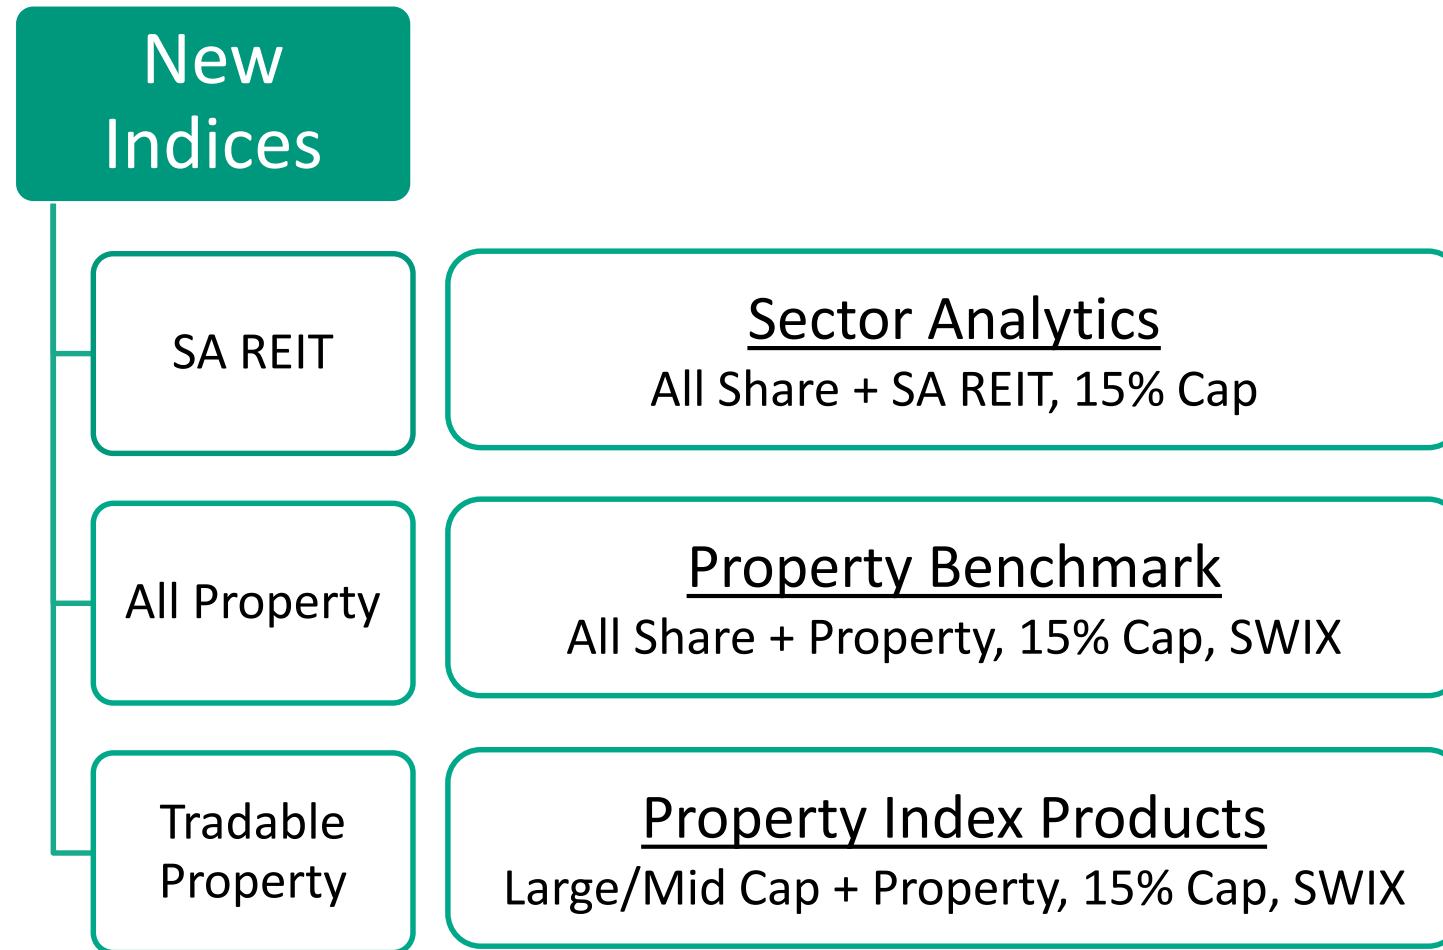 New
Indices
SA REIT
Sector Analytics
All Share + SA REIT, 15% Cap
All Property
Property Benchmark
All Share + Property, 15% Cap, SWIX
Tradable
Property
Property Index Products
Large/Mid Cap + Property, 15% Cap, SWIX